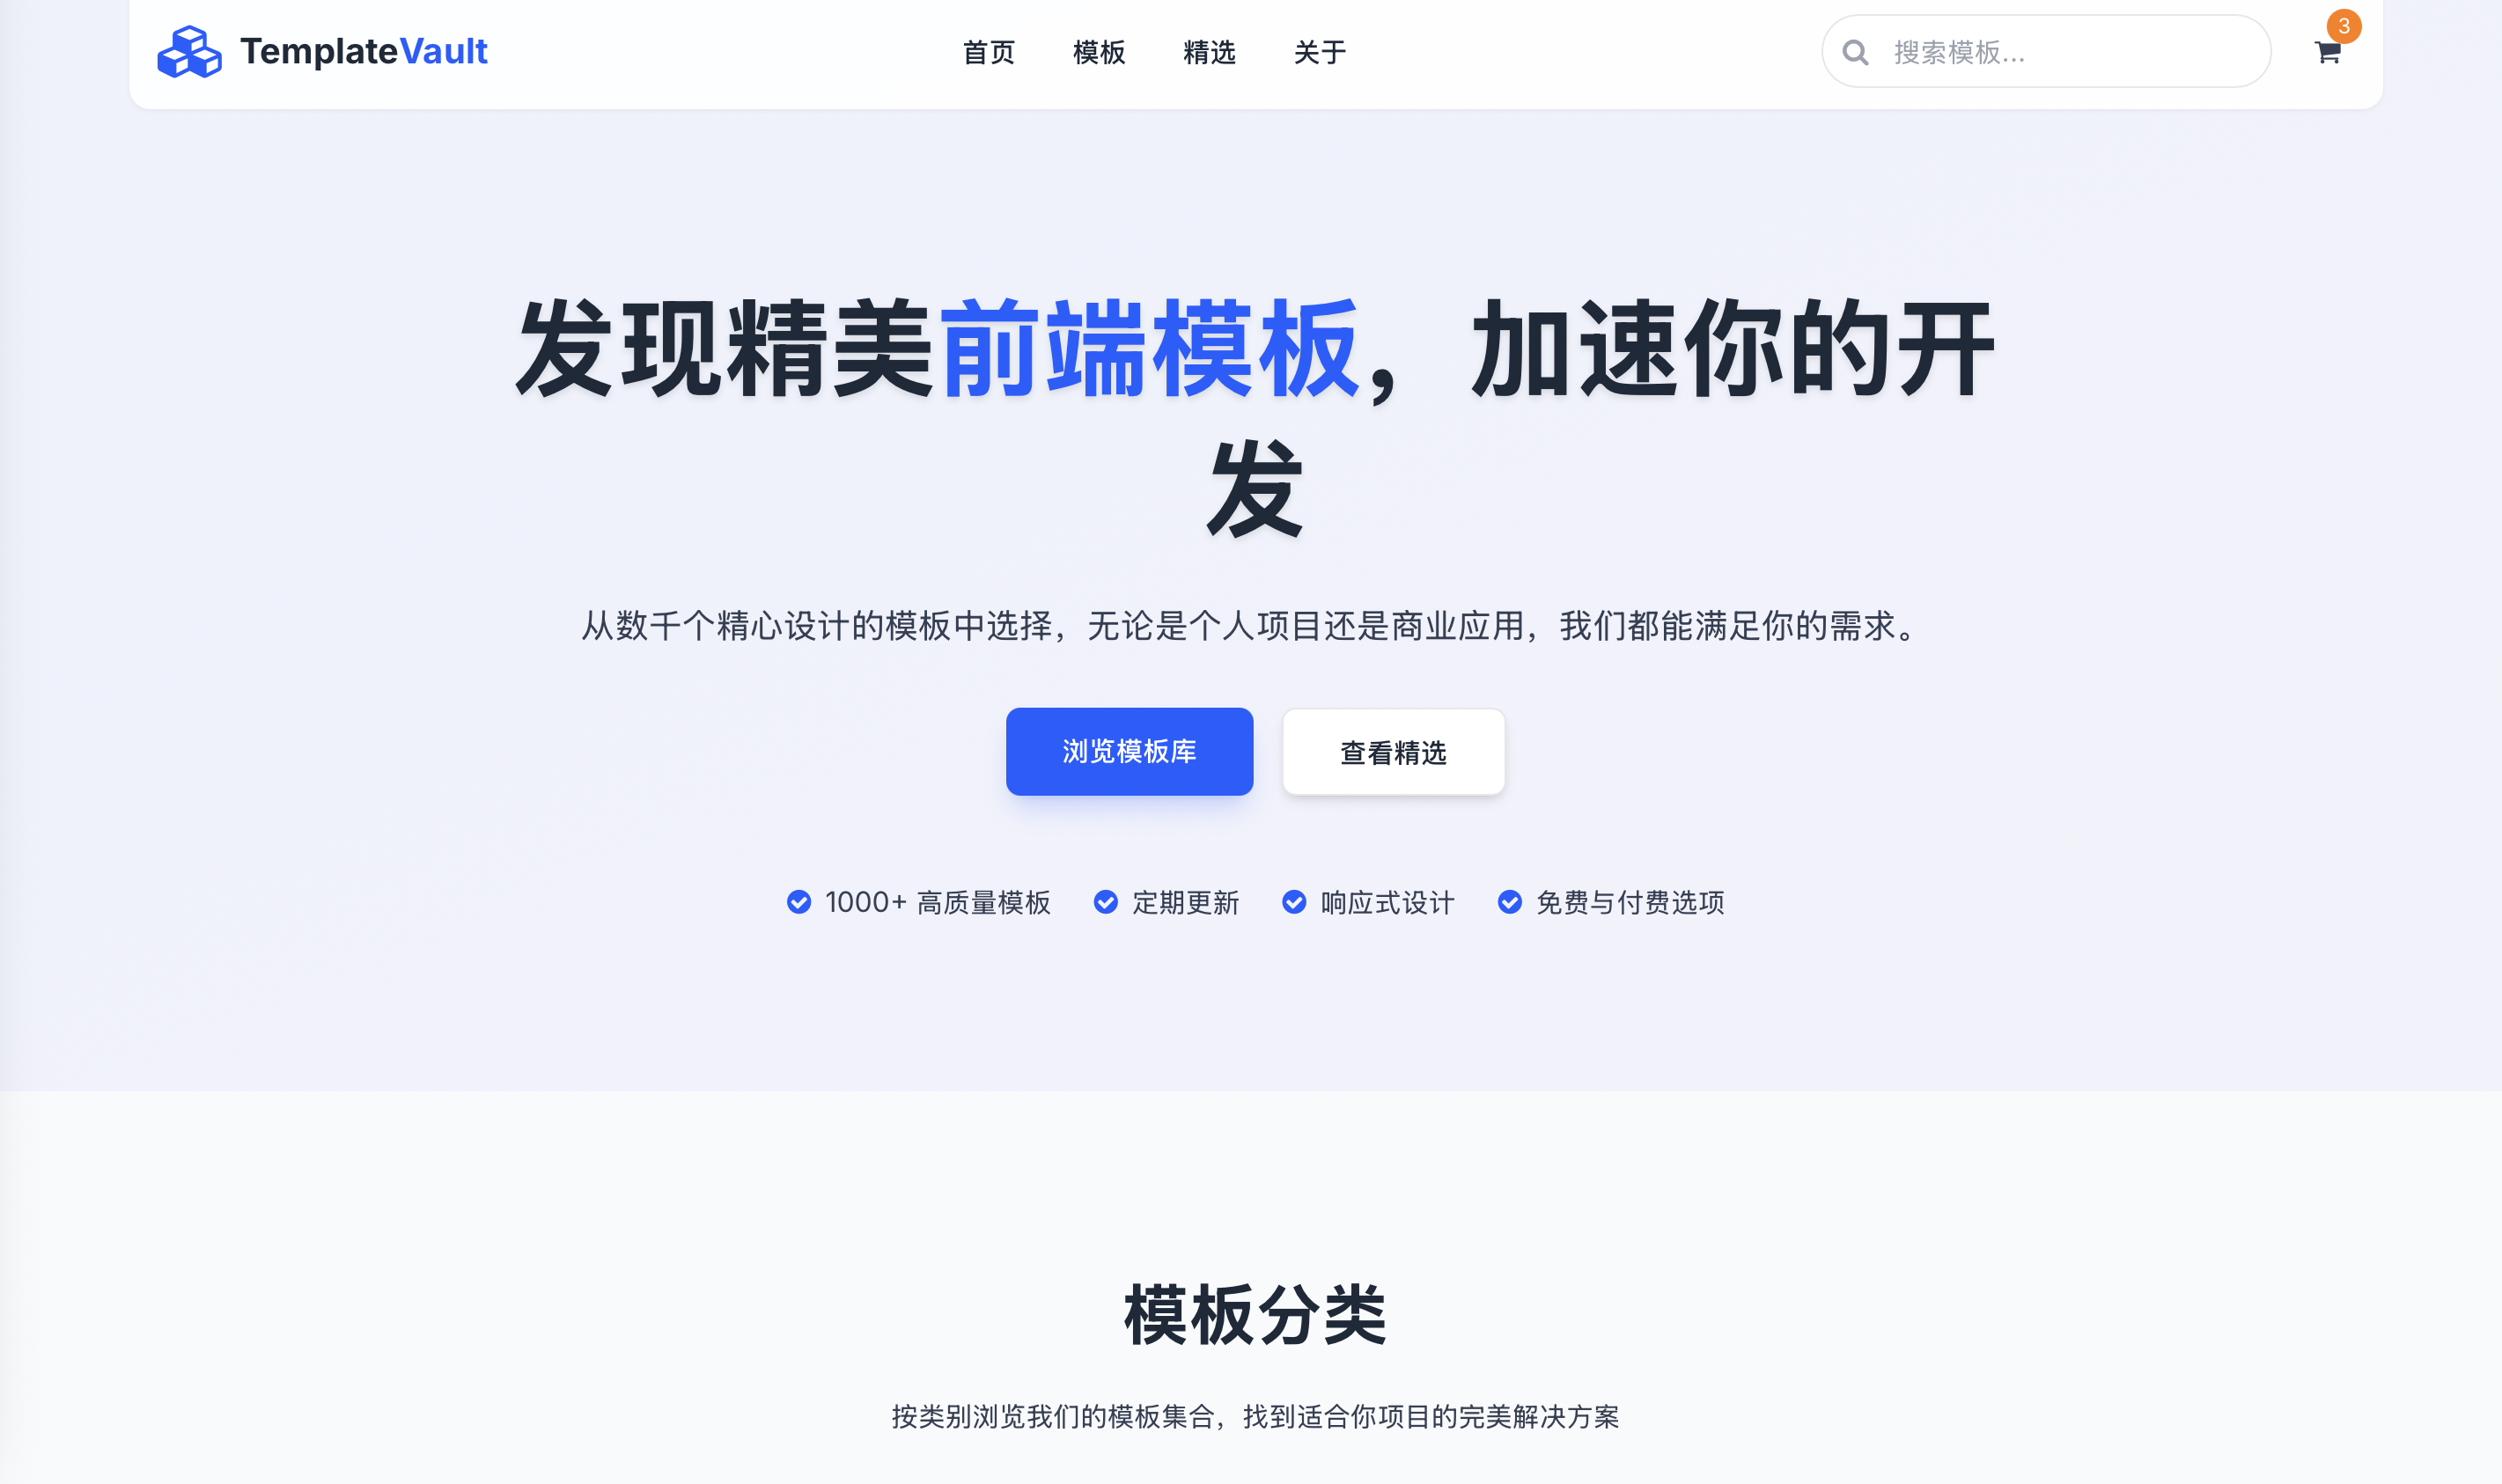 TemplateVault
首页 模板 精选 关于
搜索模板...
3
发现精美前端模板，加速你的开
发
从数千个精心设计的模板中选择，无论是个人项目还是商业应用，我们都能满足你的需求。
浏览模板库 查看精选
1000+ 高质量模板 定期更新 响应式设计 免费与付费选项
模板分类
按类别浏览我们的模板集合，找到适合你项目的完美解决方案